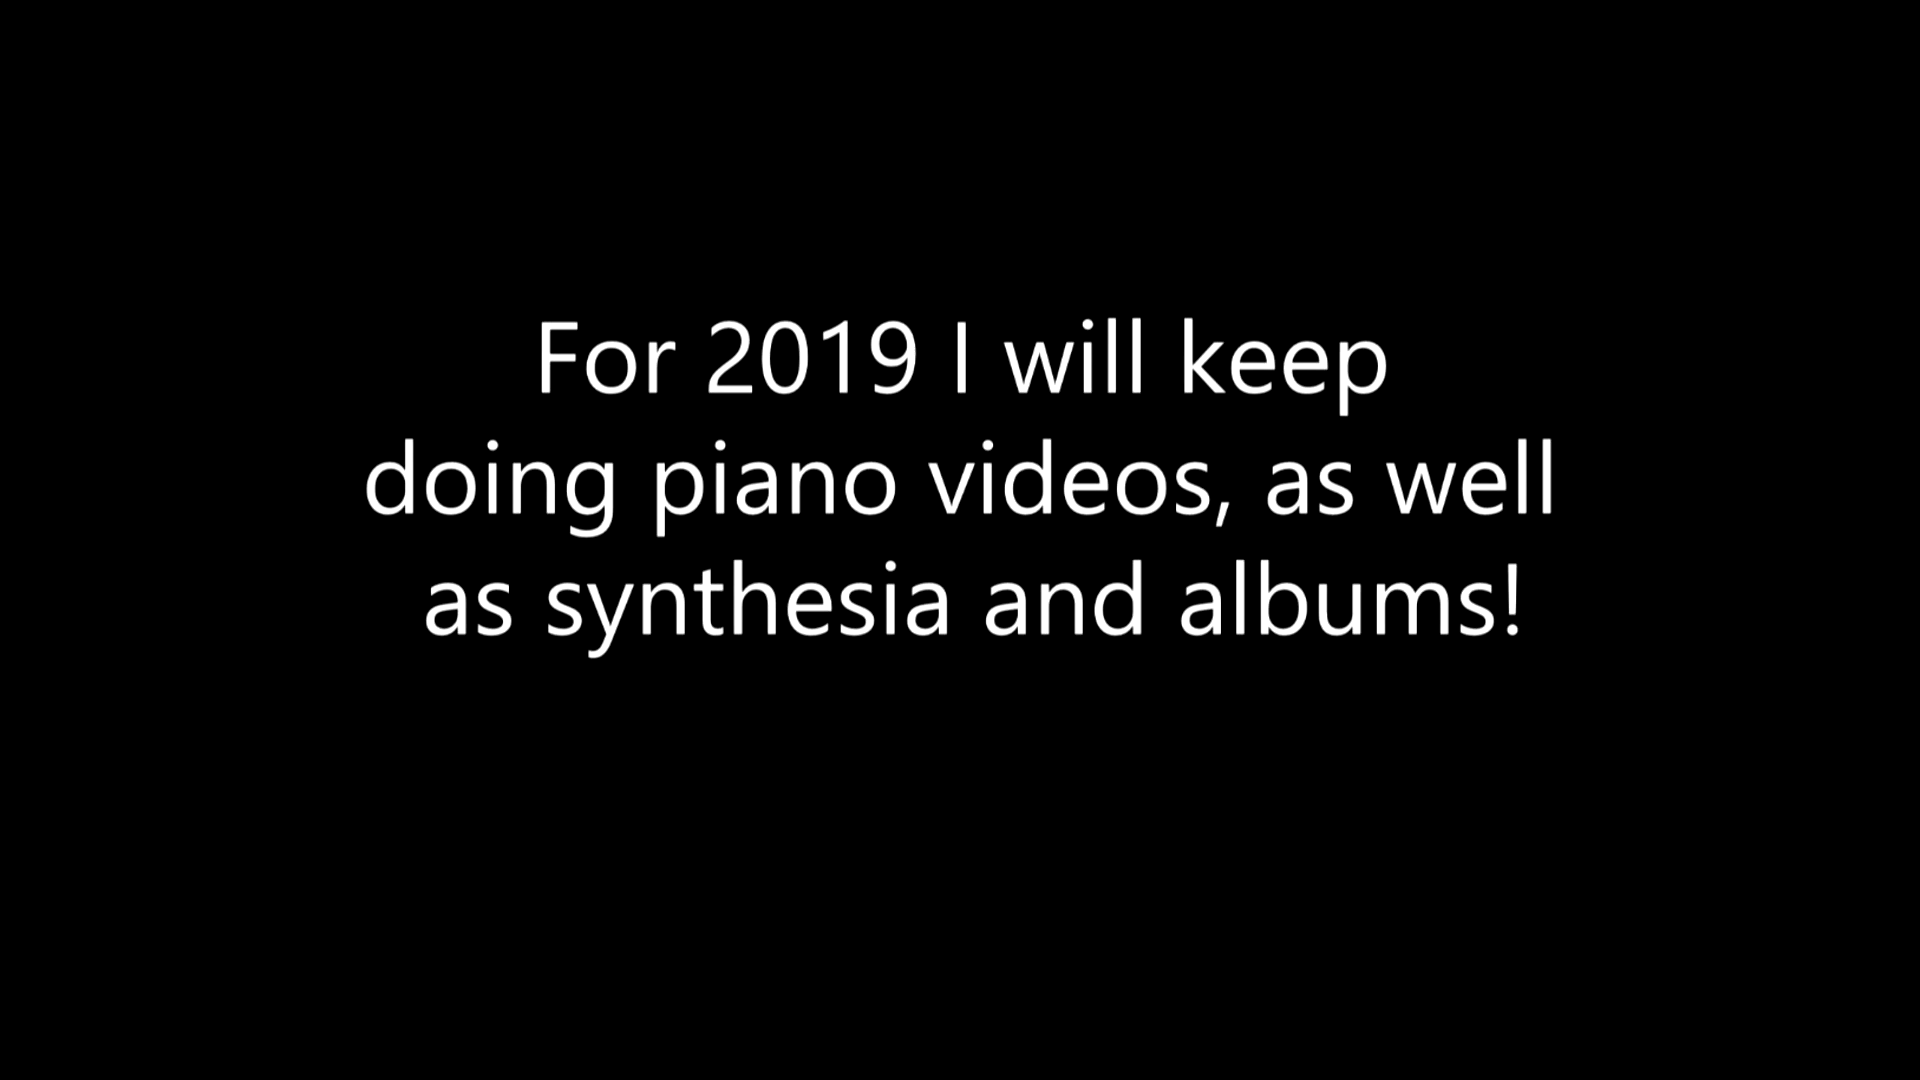 For 2019 I will keep
doing piano videos, as well
as synthesia and albums!